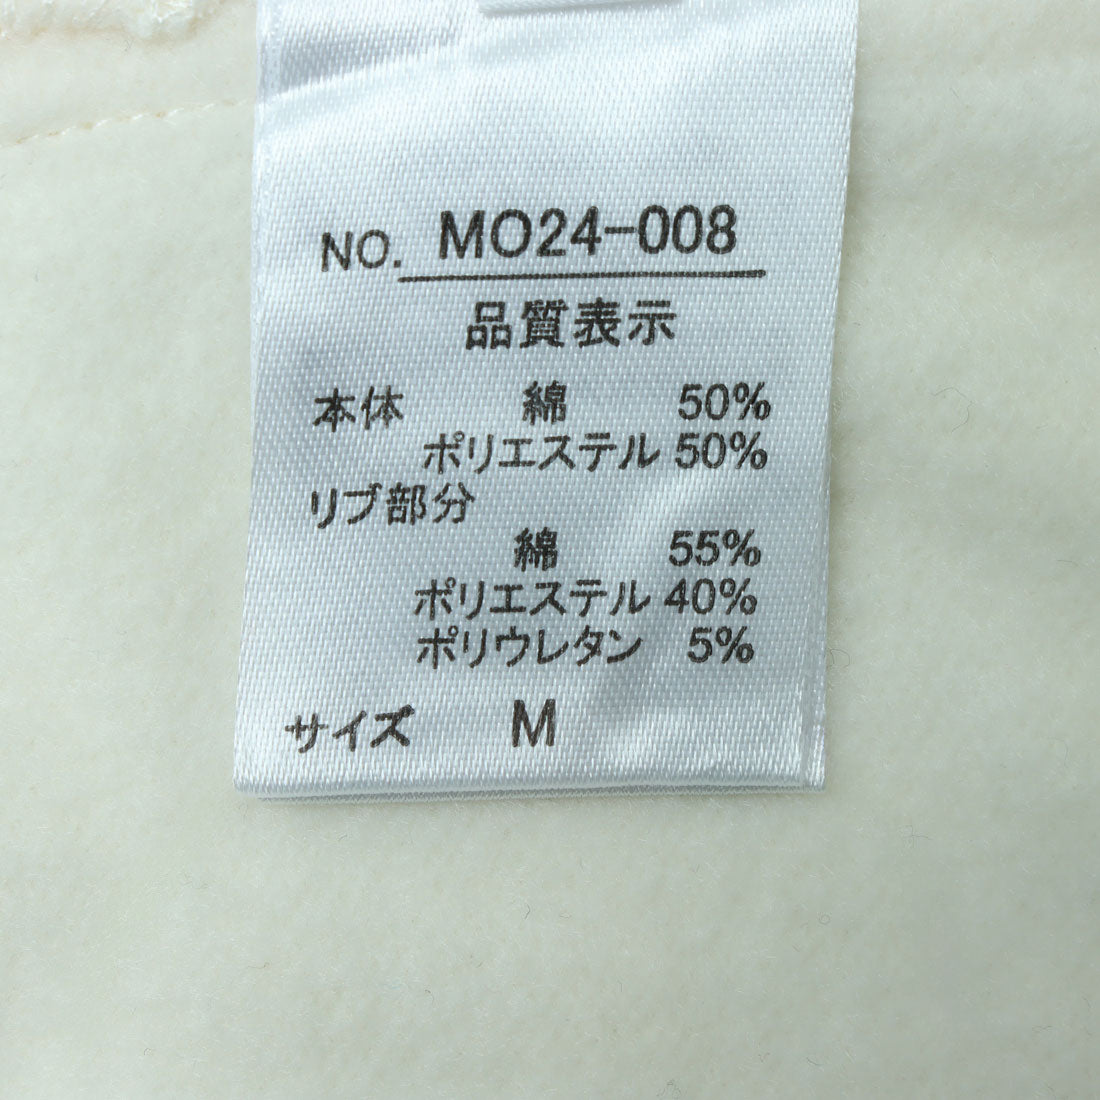 NO. MO24-008
品質表示
本体 綿 50%
ポリエステル 50%
リブ部分
綿 55%
ポリエステル 40%
ポリウレタン 5%
サイズ M